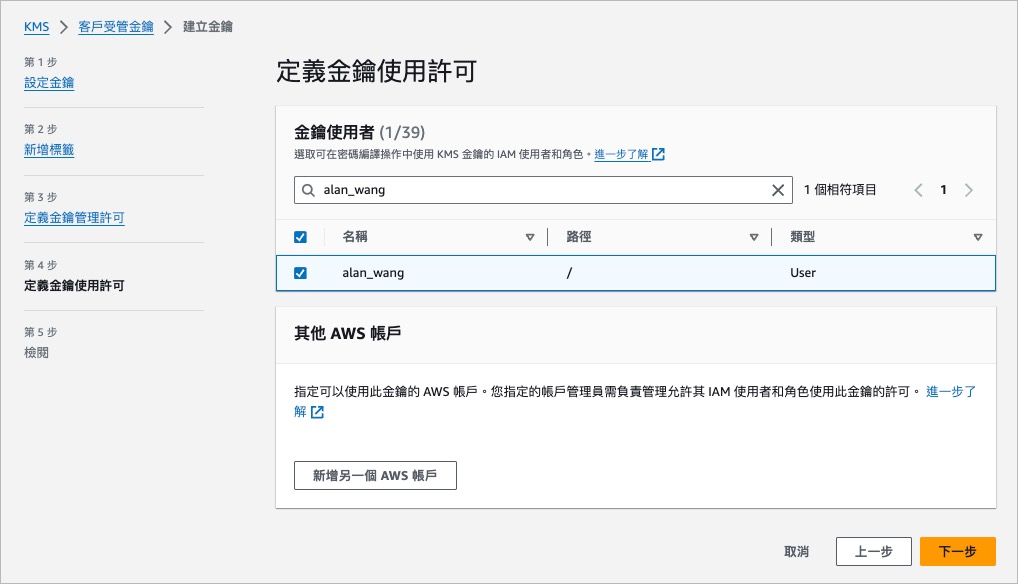 KMS
客戶受管金鑰
建立金鑰
第 1 步
設定金鑰
第 2 步
新增標籤
第 3 步
定義金鑰管理許可
第 4 步
定義金鑰使用許可
第 5 步
檢閱
定義金鑰使用許可
金鑰使用者 (1/39)
選取可在密碼編譯操作中使用 KMS 金鑰的 IAM 使用者和角色。進一步了解
alan_wang
1 個相符項目
1
名稱 路徑 類型
alan_wang / User
其他 AWS 帳戶
指定可以使用此金鑰的 AWS 帳戶。您指定的帳戶管理員需負責管理允許其 IAM 使用者和角色使用此金鑰的許可。 進一步了
解
新增另一個 AWS 帳戶
取消 上一步 下一步